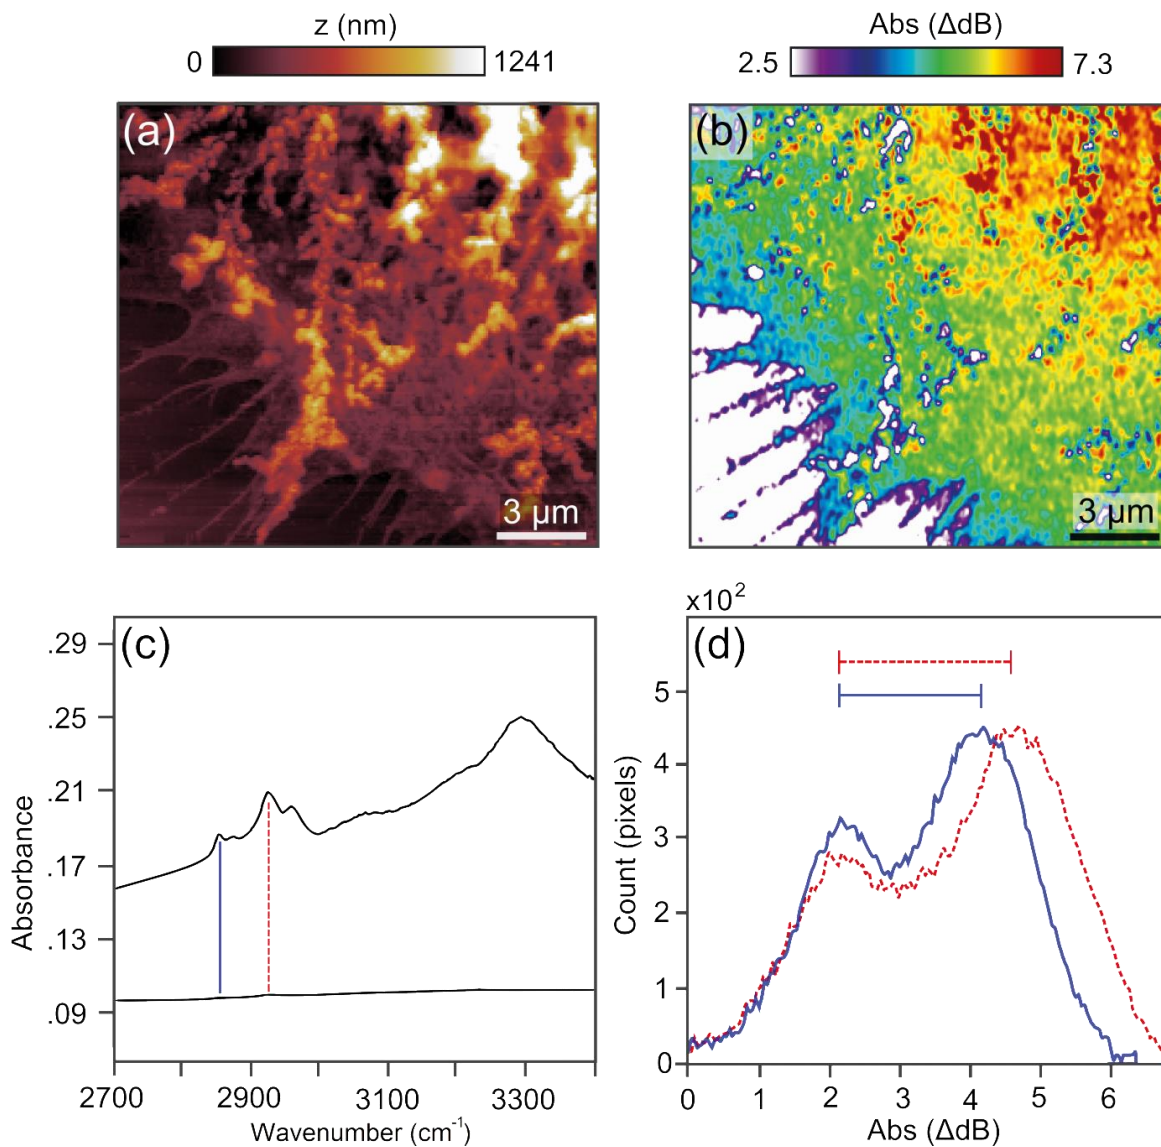 z (nm)
0 1241
Abs (ΔdB)
2.5 7.3
(a)
3 µm
(b)
3 µm
(c)
.29
.25
.21
.17
.13
.09
Absorbance
2700 2900 3100 3300
Wavenumber (cm⁻¹)
x10²
(d)
5
4
3
2
1
0
Count (pixels)
0 1 2 3 4 5 6
Abs (ΔdB)